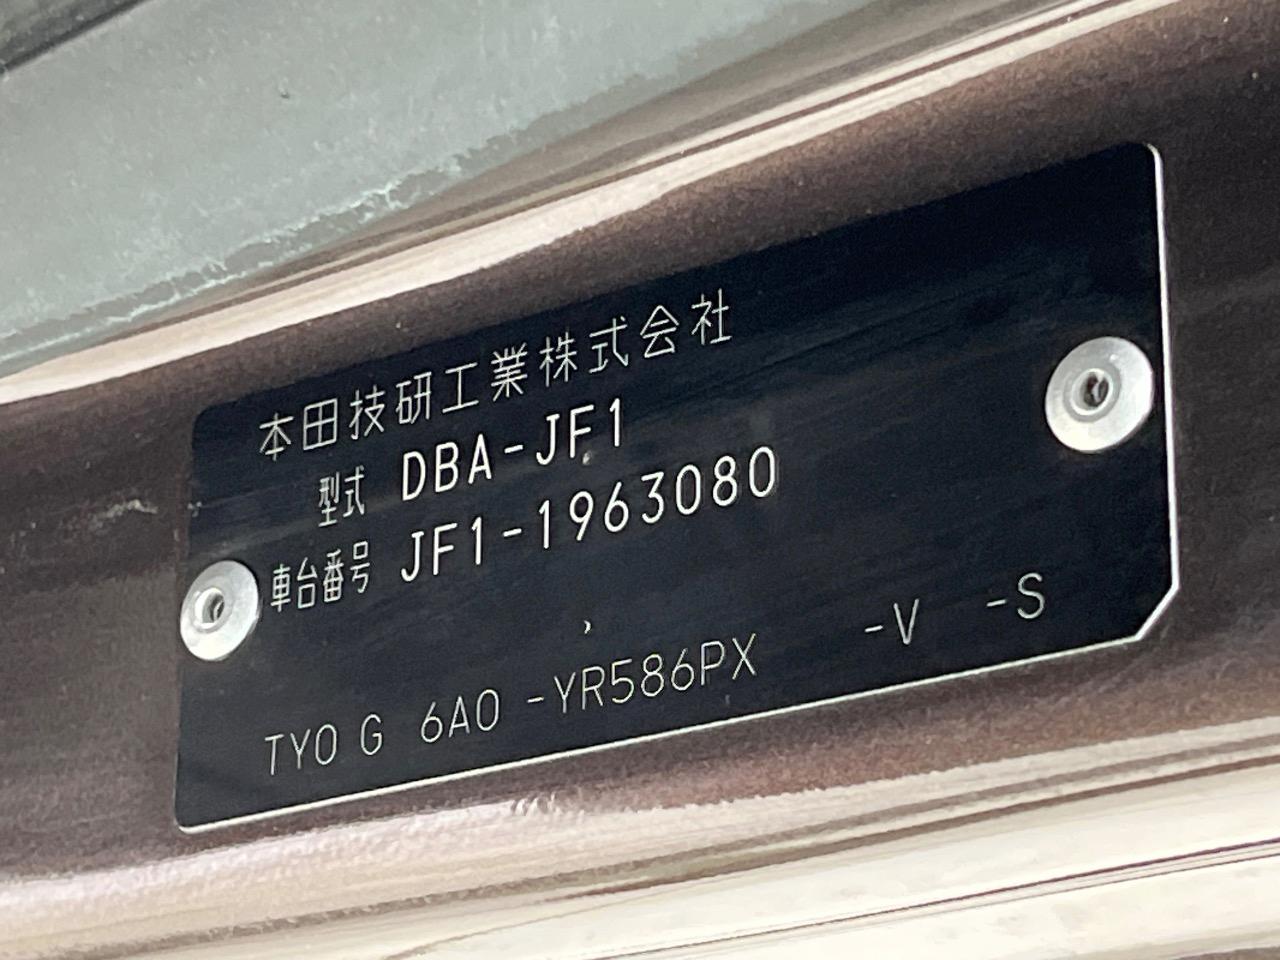 本田技研工業株式会社
型式 DBA-JF1
車台番号 JF1-1963080
TY0 G 6A0 -YR586PX -V -S